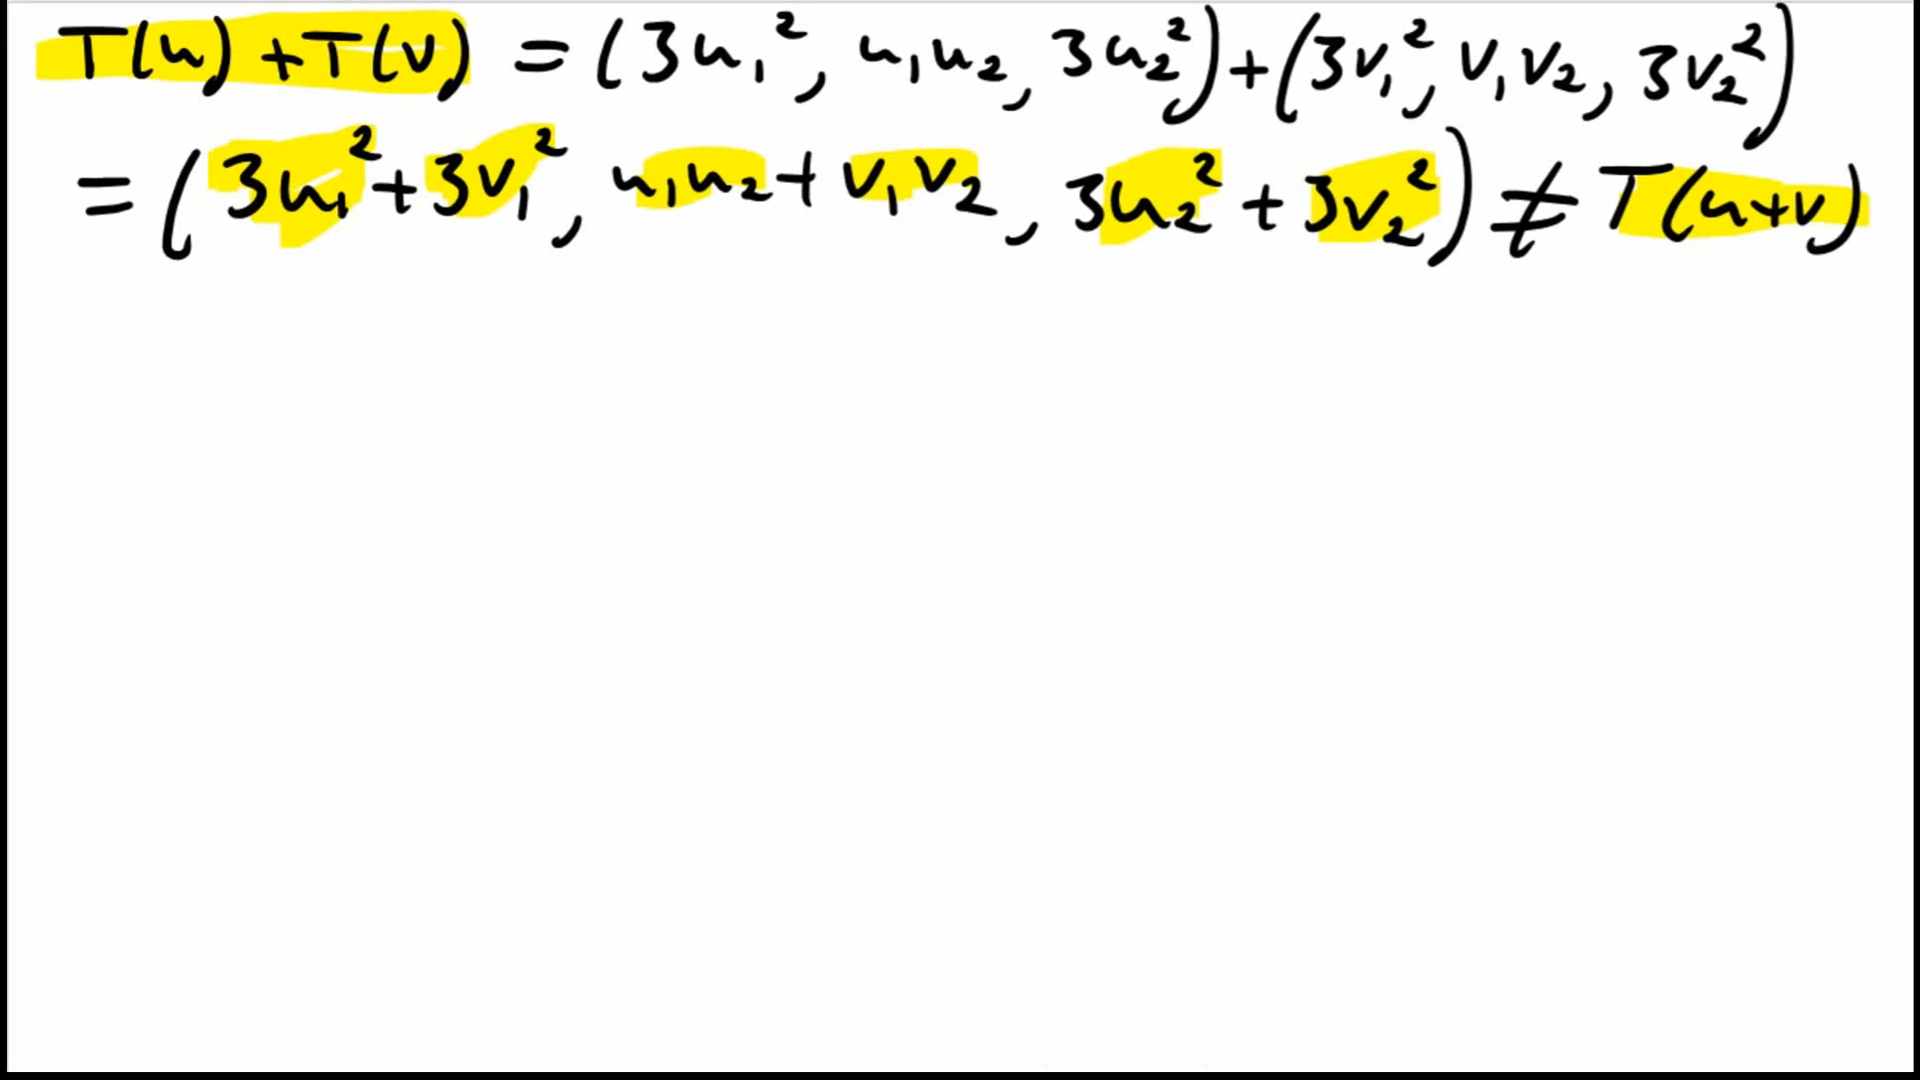 T(u) + T(v) = (3u₁², u₁u₂, 3u₂²) + (3v₁², v₁v₂, 3v₂²)
= (3u₁² + 3v₁², u₁u₂ + v₁v₂, 3u₂² + 3v₂²) ≠ T(u+v)